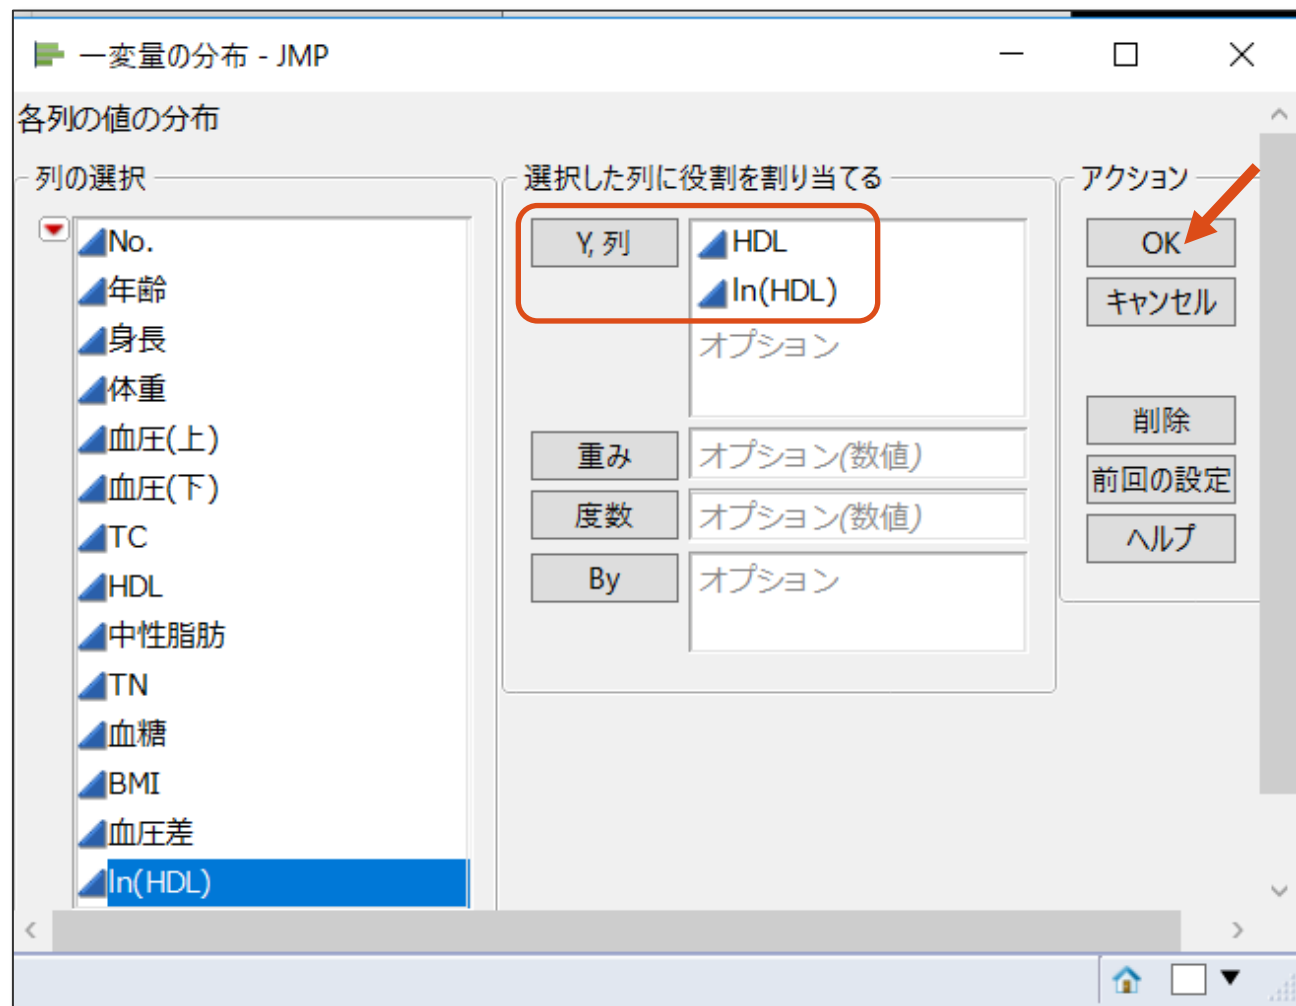 一変量の分布 - JMP
各列の値の分布
列の選択
No.
年齢
身長
体重
血圧(上)
血圧(下)
TC
HDL
中性脂肪
TN
血糖
BMI
血圧差
ln(HDL)
選択した列に役割を割り当てる
Y, 列
HDL
ln(HDL)
オプション
重み
オプション(数値)
度数
オプション(数値)
By
オプション
アクション
OK
キャンセル
削除
前回の設定
ヘルプ